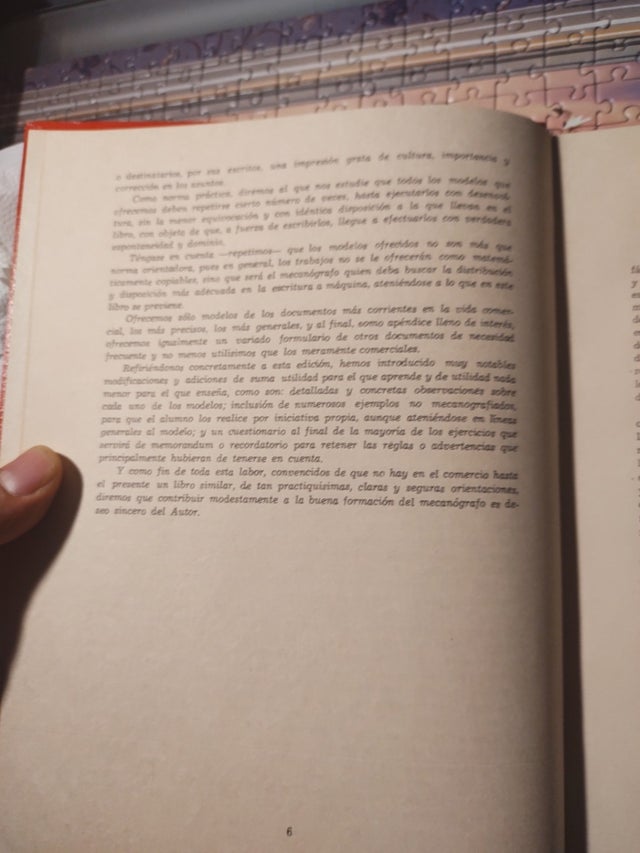 o destinatarios, por sus escritos, una impresión grata de cultura, importancia y
corrección en los asuntos.
Como norma práctica, diremos al que nos estudie que todos los modelos que
ofrecemos deben repetirse cierto número de veces, hasta ejecutarlos con desenvol-
tura, sin la menor equivocación y con idéntica disposición a la que llevan en el
libro, con objeto de que, a fuerza de escribirlos, llegue a efectuarlos con verdadera
espontaneidad y dominio.
Téngase en cuenta —repetimos— que los modelos ofrecidos no son más que
norma orientadora, pues en general, los trabajos no se le ofrecerán como matemá-
ticamente copiables, sino que será el mecanógrafo quien deba buscar la distribución
y disposición más adecuada en la escritura a máquina, ateniéndose a lo que en este
libro se previene.
Ofrecemos sólo modelos de los documentos más corrientes en la vida comer-
cial, los más precisos, los más generales, y al final, como apéndice lleno de interés,
ofrecemos igualmente un variado formulario de otros documentos de necesidad
frecuente y no menos utilísimos que los meramente comerciales.
Refiriéndonos concretamente a esta edición, hemos introducido muy notables
modificaciones y adiciones de suma utilidad para el que aprende y de utilidad nada
menor para el que enseña, como son: detalladas y concretas observaciones sobre
cada uno de los modelos; inclusión de numerosos ejemplos no mecanografiados,
para que el alumno los realice por iniciativa propia, aunque ateniéndose en líneas
generales al modelo; y un cuestionario al final de la mayoría de los ejercicios que
servirá de memorandum o recordatorio para retener las reglas o advertencias que
principalmente hubieran de tenerse en cuenta.
Y como fin de toda esta labor, convencidos de que no hay en el comercio hasta
el presente un libro similar, de tan practiquísimas, claras y seguras orientaciones,
diremos que contribuir modestamente a la buena formación del mecanógrafo es de-
seo sincero del Autor.
6